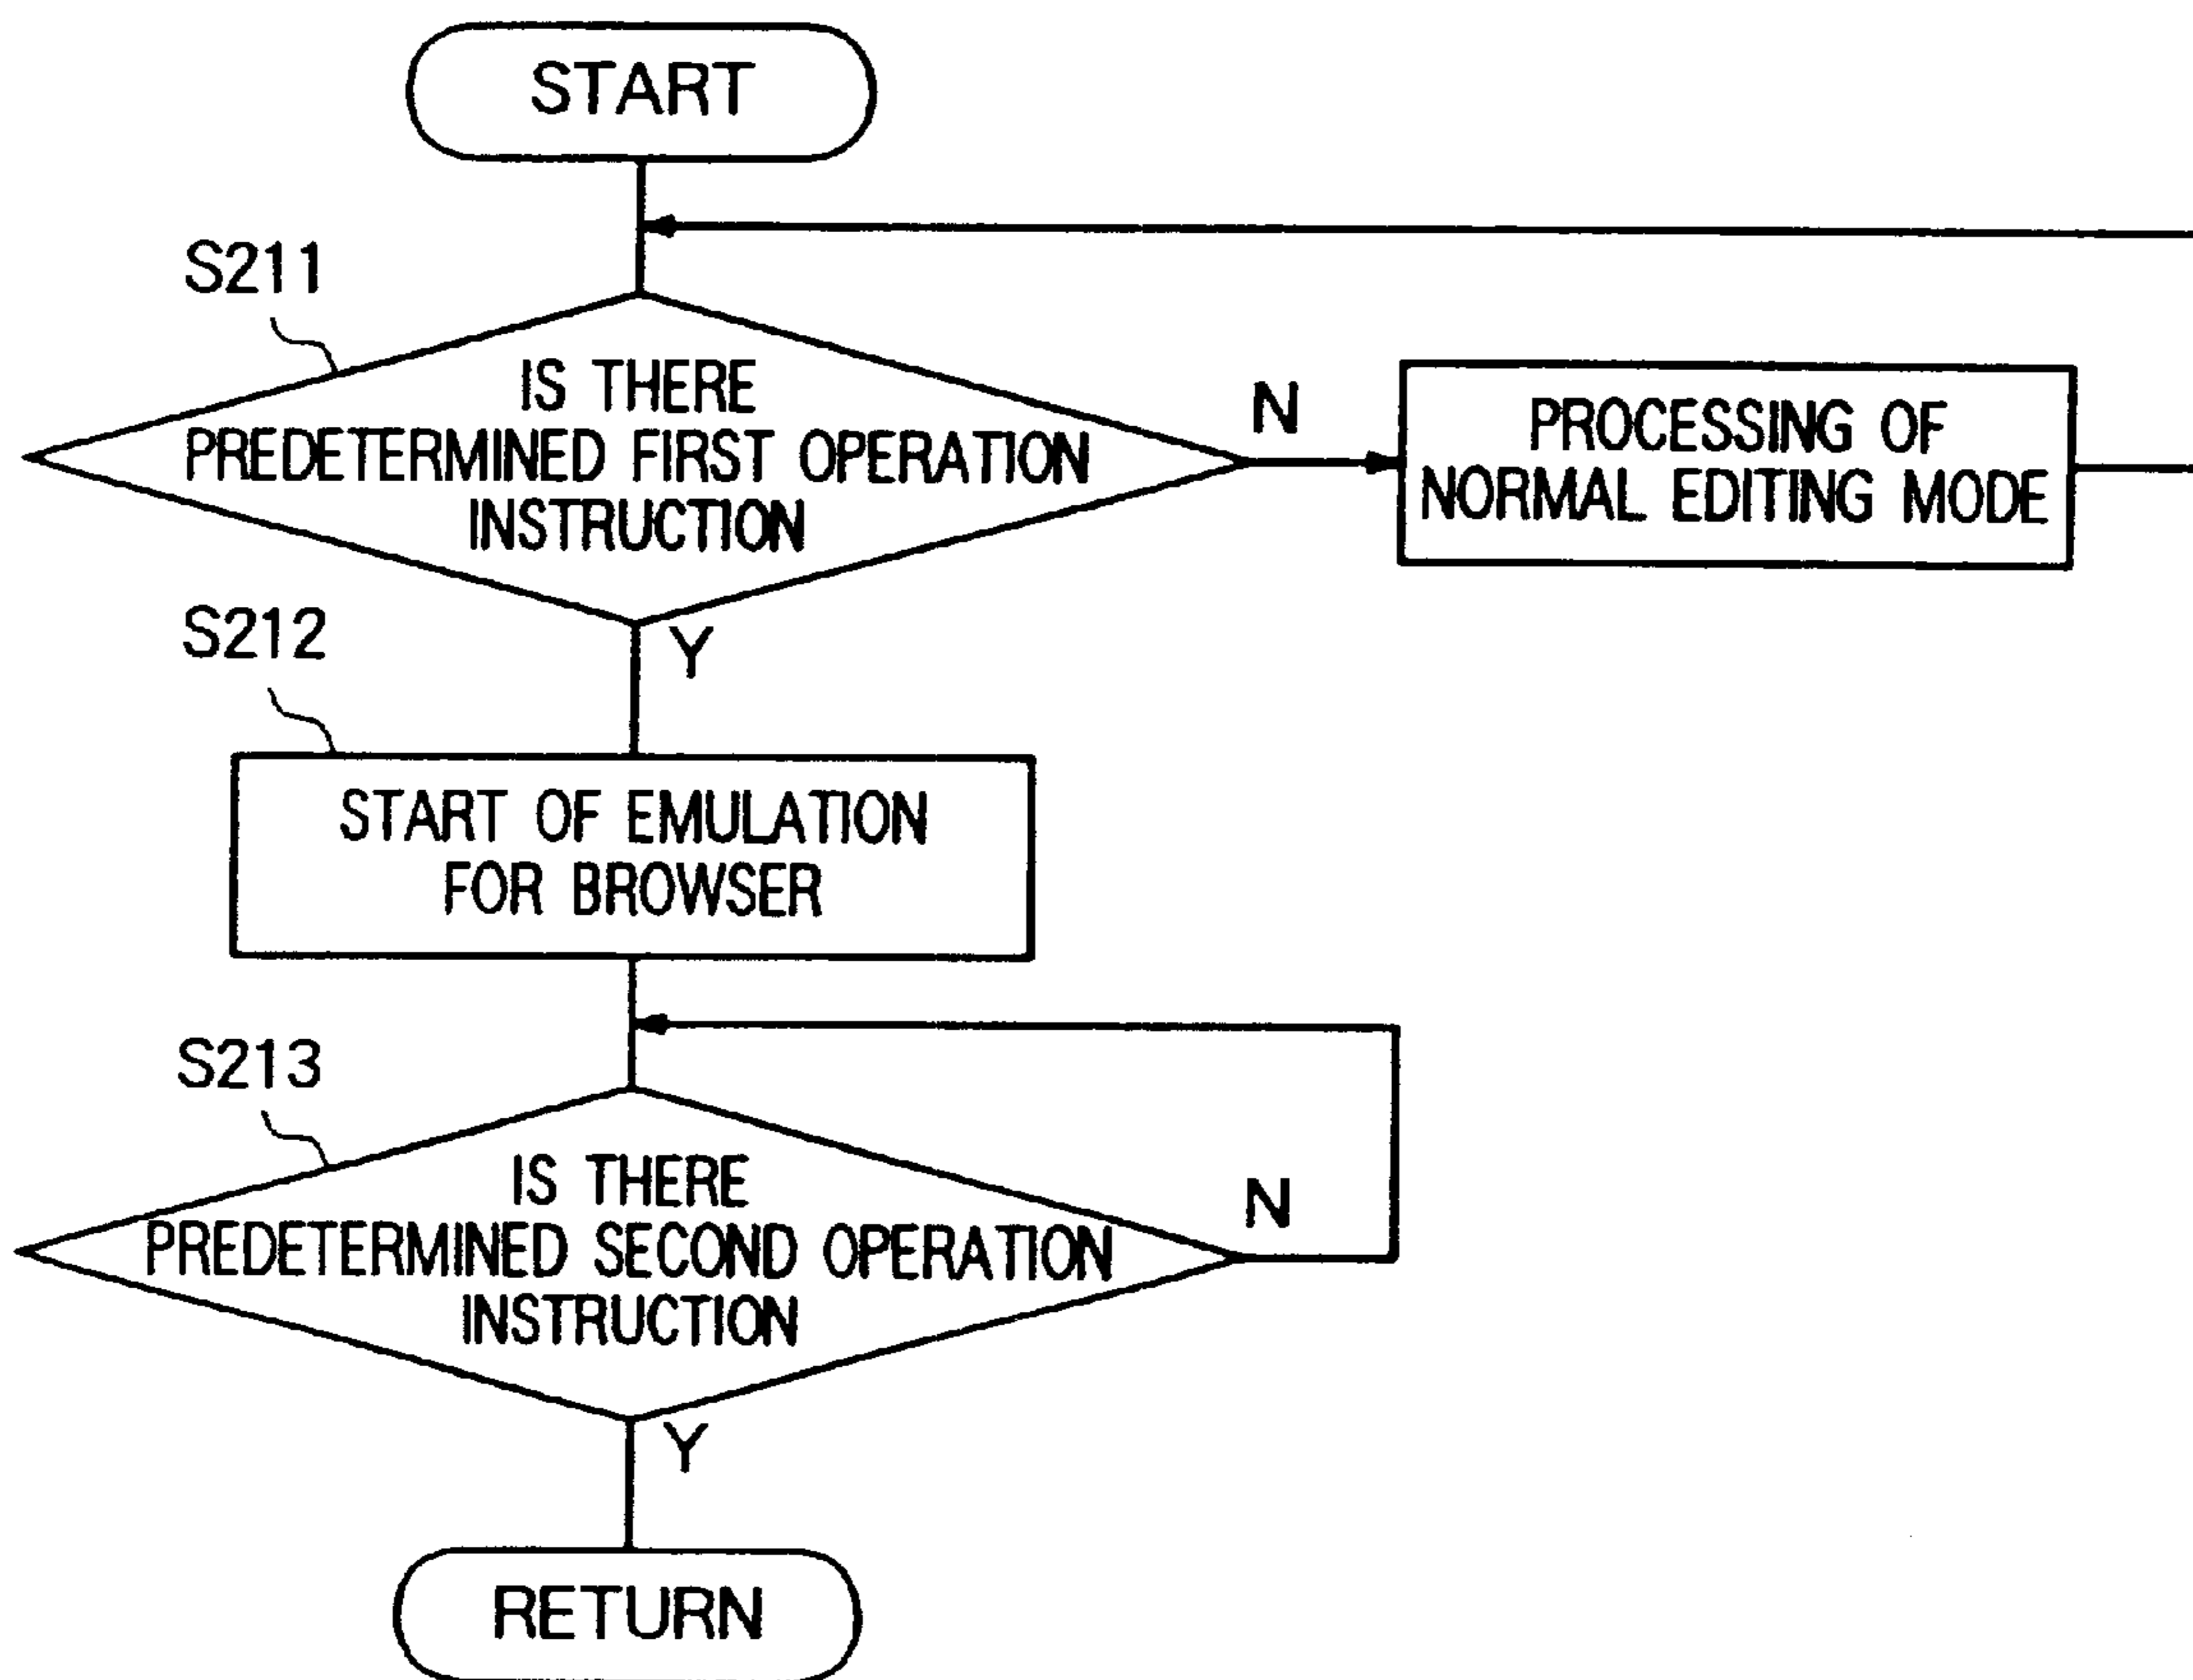 START
S211
IS THERE
PREDETERMINED FIRST OPERATION
INSTRUCTION
N
PROCESSING OF
NORMAL EDITING MODE
Y
S212
START OF EMULATION
FOR BROWSER
S213
IS THERE
PREDETERMINED SECOND OPERATION
INSTRUCTION
N
Y
RETURN